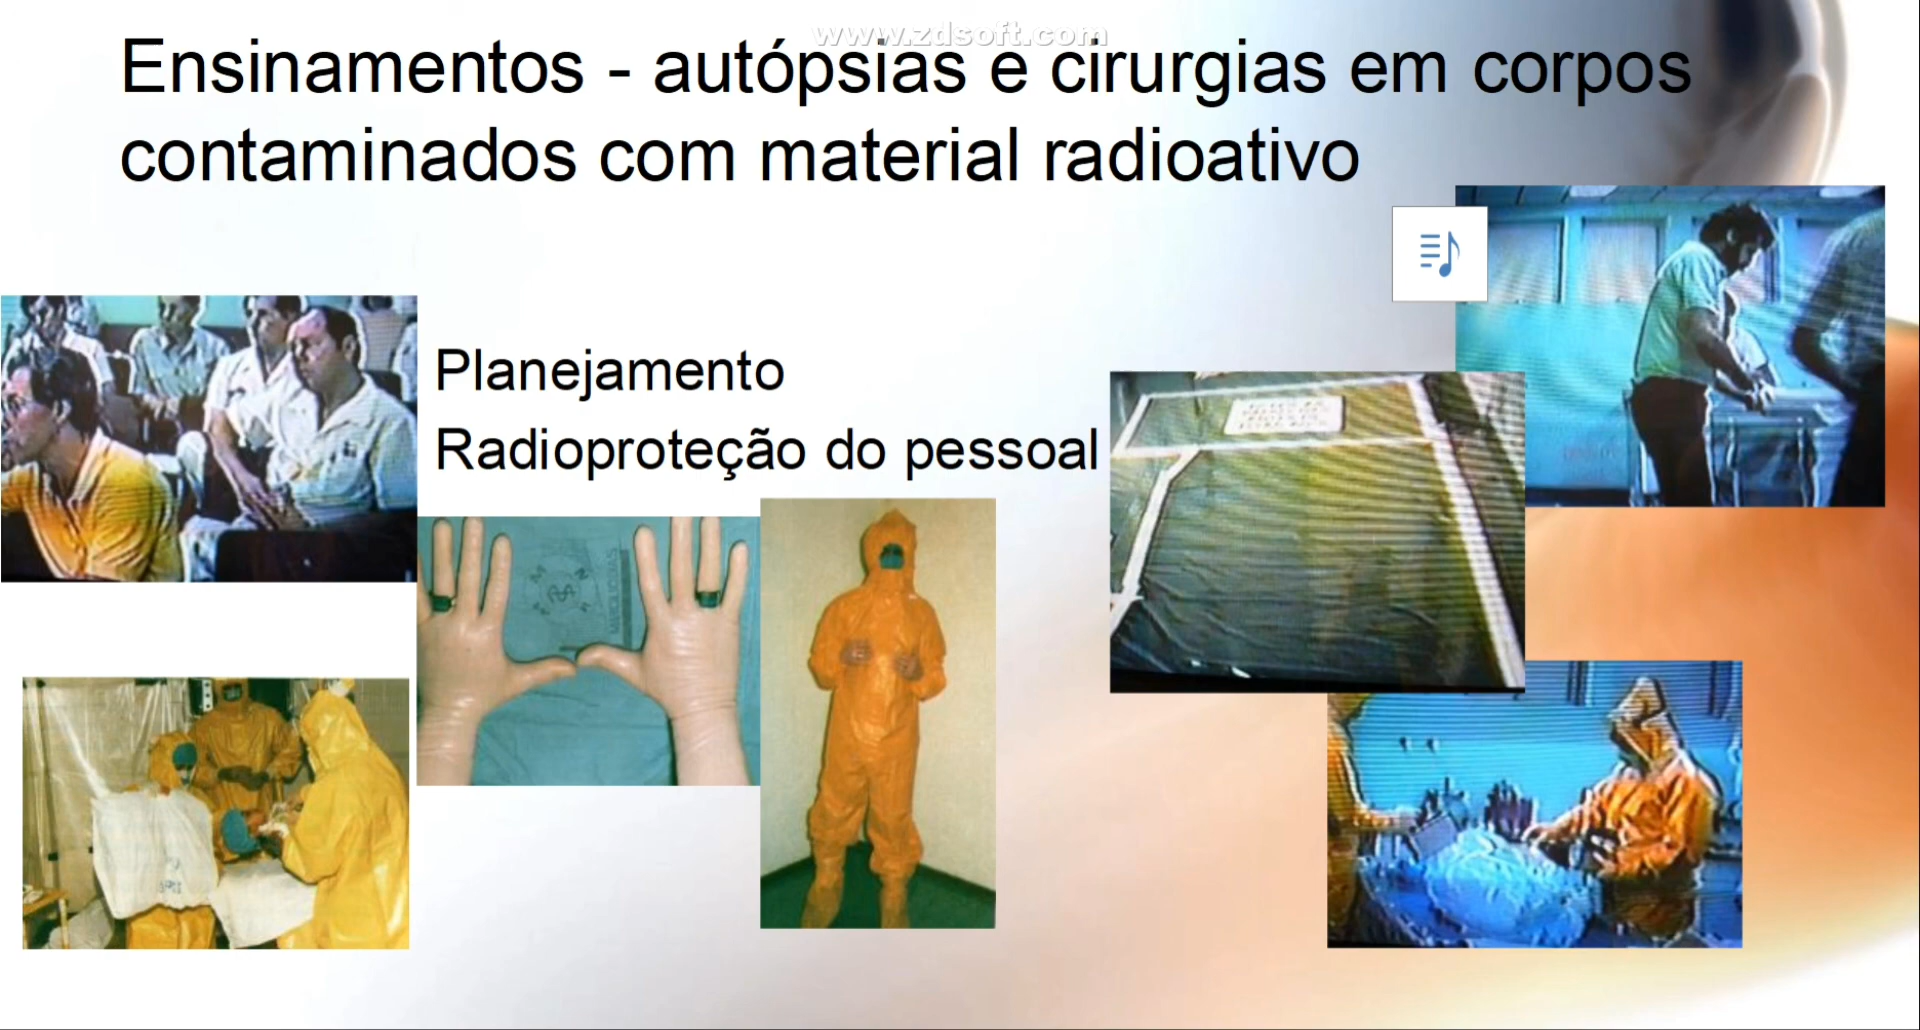 www.zdsoft.com
Ensinamentos - autópsias e cirurgias em corpos
contaminados com material radioativo
Planejamento
Radioproteção do pessoal